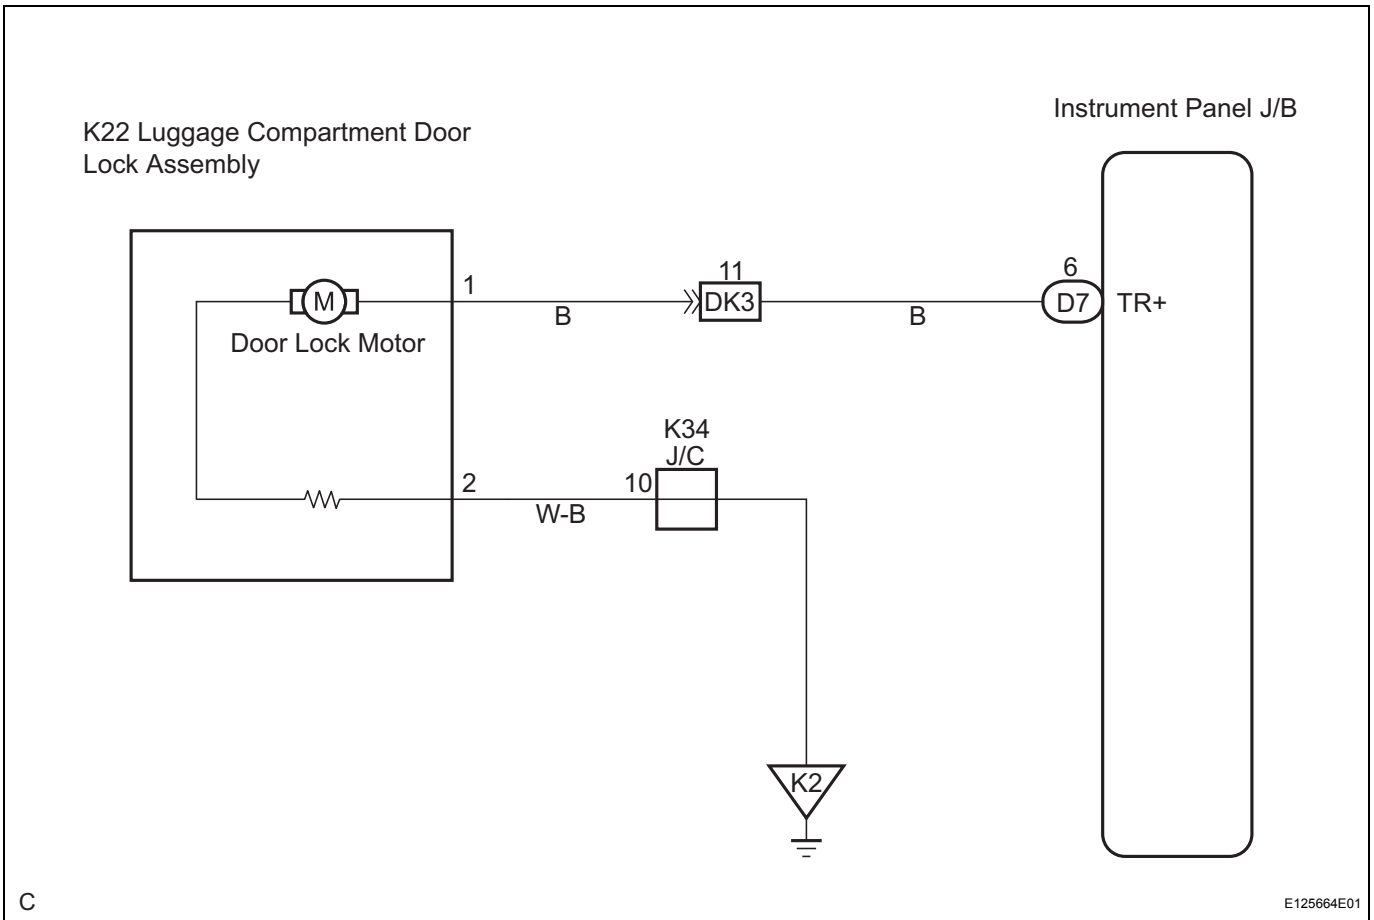 Instrument Panel J/B
K22 Luggage Compartment Door
Lock Assembly
M
Door Lock Motor
1
B
11
DK3
B
6
D7
TR+
2
W-B
10
K34
J/C
K2
C
E125664E01